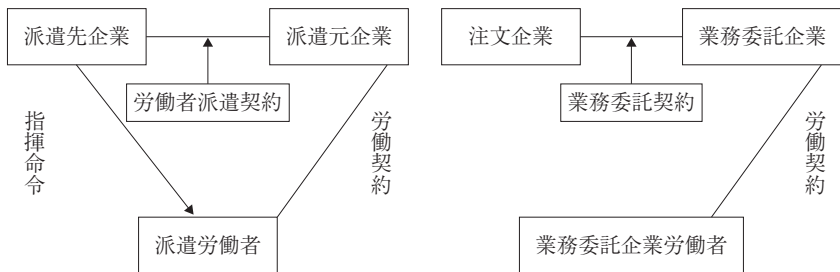 派遣先企業
派遣元企業
注文企業
業務委託企業
労働者派遣契約
業務委託契約
指揮命令
労働契約
労働契約
派遣労働者
業務委託企業労働者